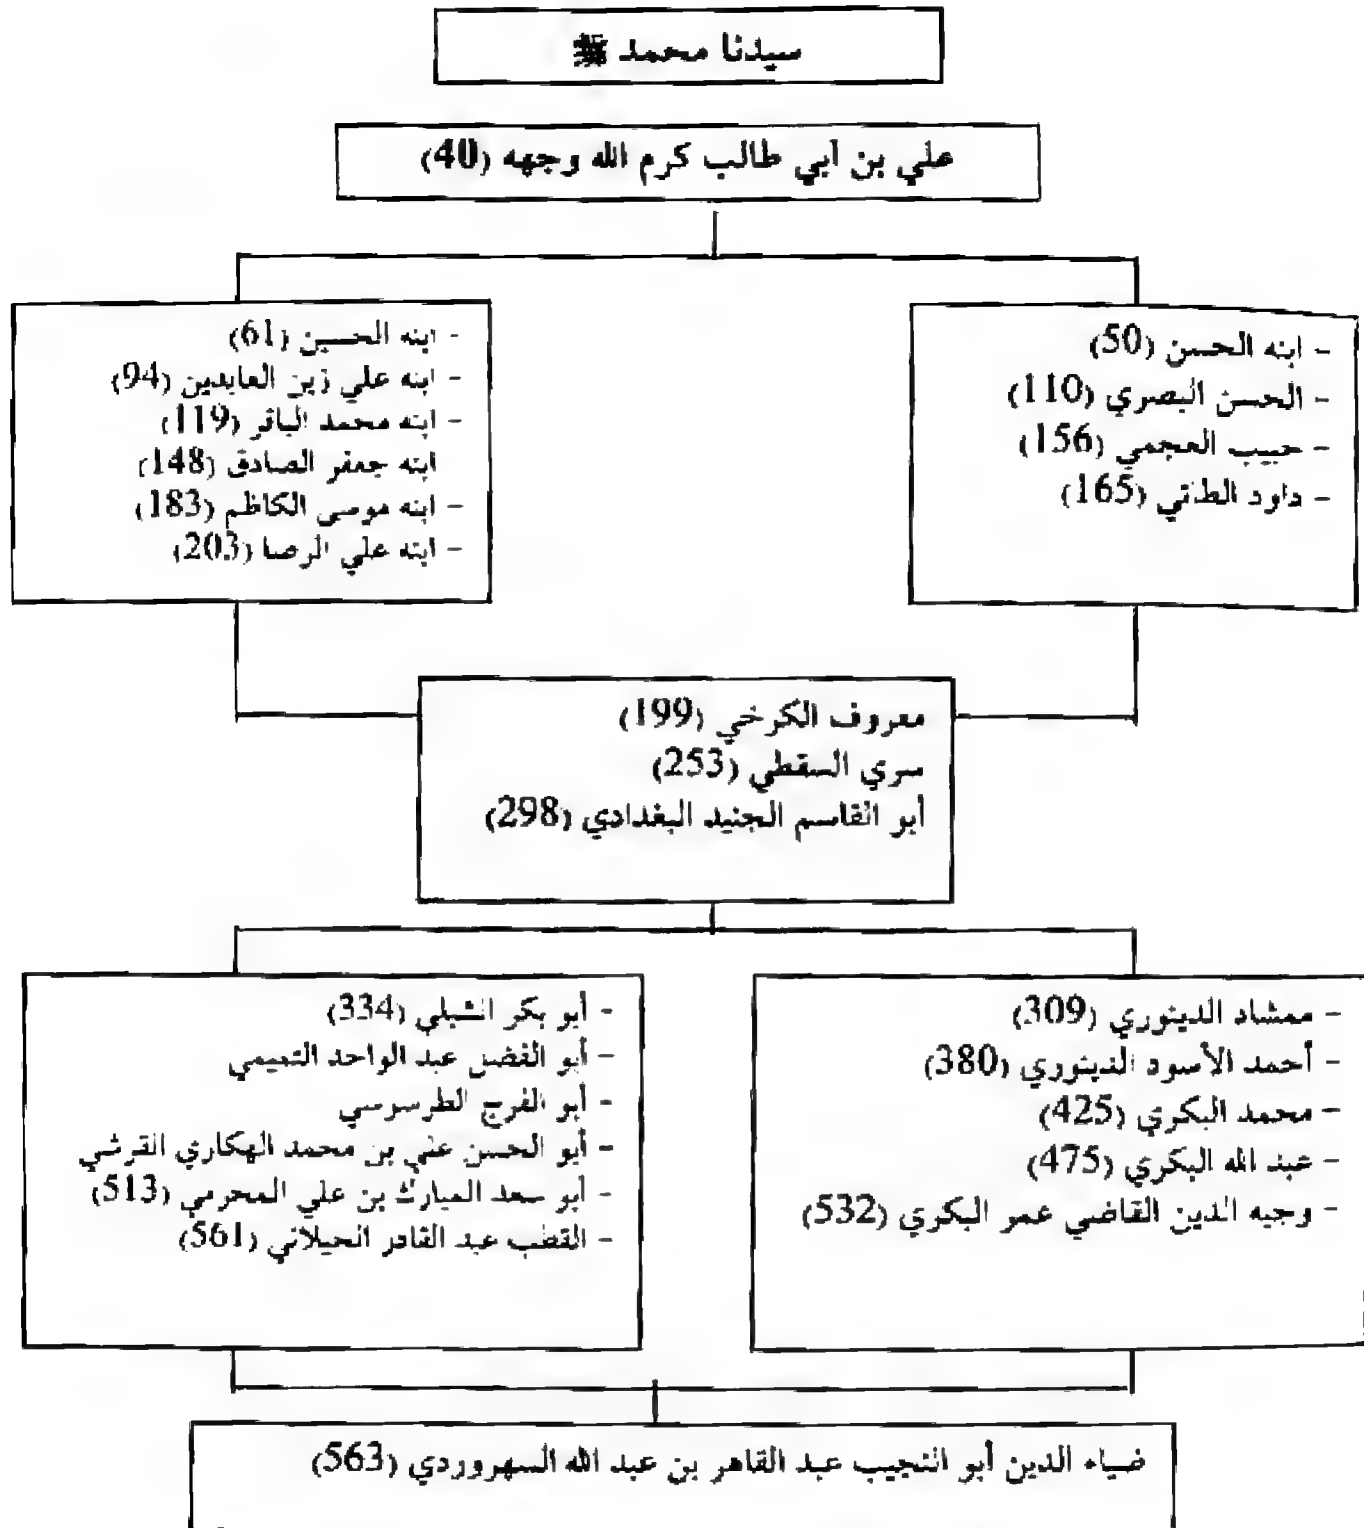 سيدنا محمد ﷺ
علي بن أبي طالب كرم الله وجهه (40)
- ابنه الحسن (50)
- الحسن البصري (110)
- حبيب العجمي (156)
- داود الطائي (165)
- ابنه الحسين (61)
- ابنه علي زين العابدين (94)
- ابنه محمد الباقر (119)
ابنه جعفر الصادق (148)
- ابنه موسى الكاظم (183)
- ابنه علي الرضا (203)
معروف الكرخي (199)
سري السقطي (253)
أبو القاسم الجنيد البغدادي (298)
- ممشاد الدينوري (309)
- أحمد الأسود الدينوري (380)
- محمد البكري (425)
- عبد الله البكري (475)
- وجيه الدين القاضي عمر البكري (532)
- أبو بكر الشبلي (334)
- أبو الفضل عبد الواحد التميمي
- أبو الفرج الطرسوسي
- أبو الحسن علي بن محمد الهكاري القرشي
- أبو سعد المبارك بن علي المخرمي (513)
- القطب عبد القادر الجيلاني (561)
ضياء الدين أبو النجيب عبد القاهر بن عبد الله السهروردي (563)